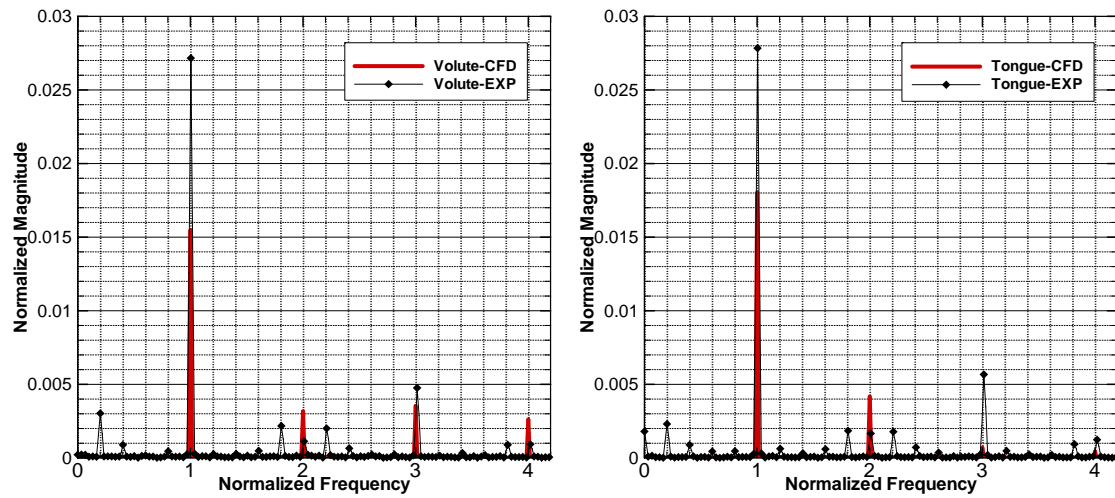 0.03
0.025
0.02
0.015
0.01
0.005
0
Normalized Magnitude
Volute-CFD
Volute-EXP
0 1 2 3 4
Normalized Frequency
0.03
0.025
0.02
0.015
0.01
0.005
0
Normalized Magnitude
Tongue-CFD
Tongue-EXP
0 1 2 3 4
Normalized Frequency